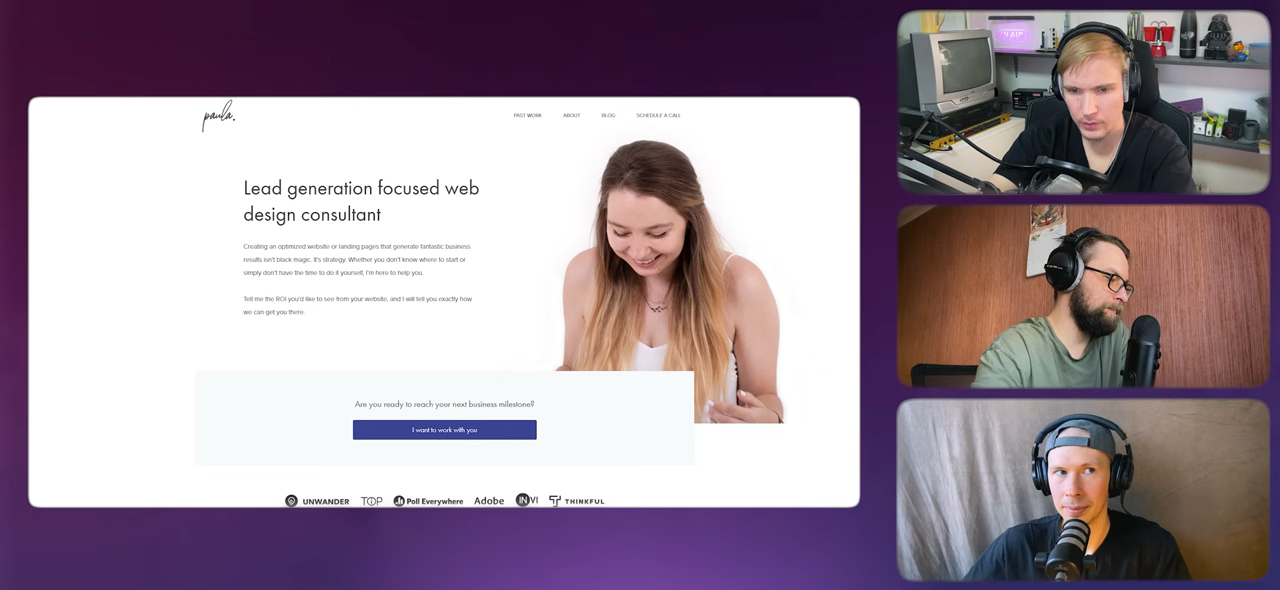 paula.
PAST WORK ABOUT BLOG SCHEDULE A CALL
Lead generation focused web
design consultant
Creating an optimized website or landing pages that generate fantastic business
results isn't black magic. It's strategy. Whether you don't know where to start or
simply don't have the time to do it yourself, I'm here to help you.
Tell me the ROI you'd like to see from your website, and I will tell you exactly how
we can get you there.
Are you ready to reach your next business milestone?
I want to work with you
UNWANDER TOP Poll Everywhere Adobe INVI THINKFUL
ON AIR